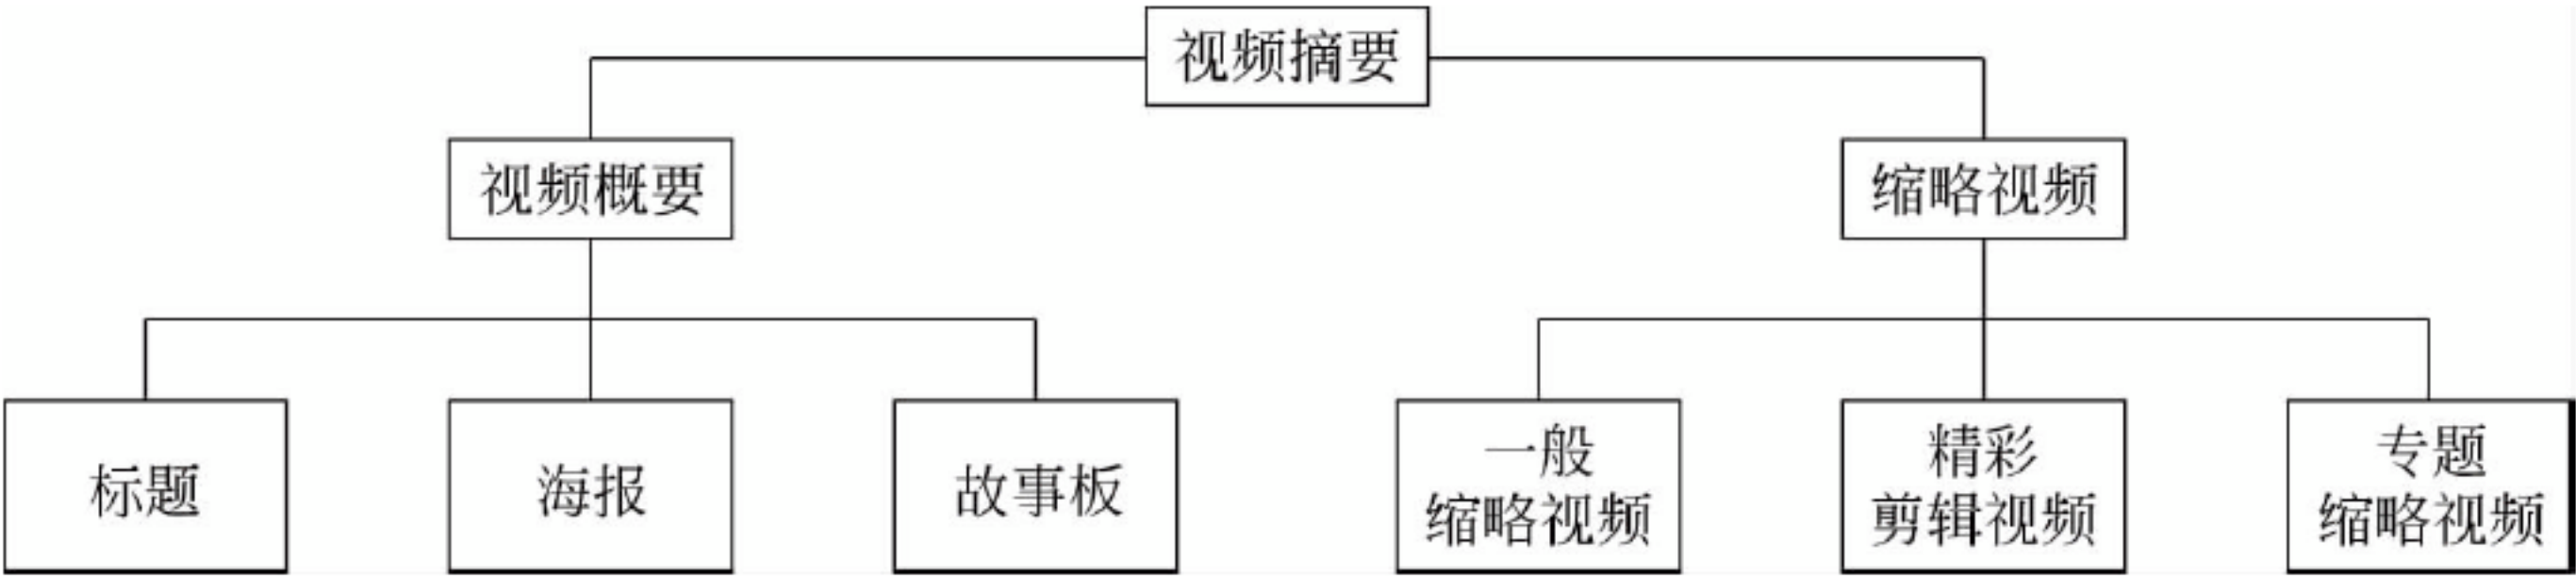 视频摘要
视频概要
缩略视频
标题
海报
故事板
一般
缩略视频
精彩
剪辑视频
专题
缩略视频